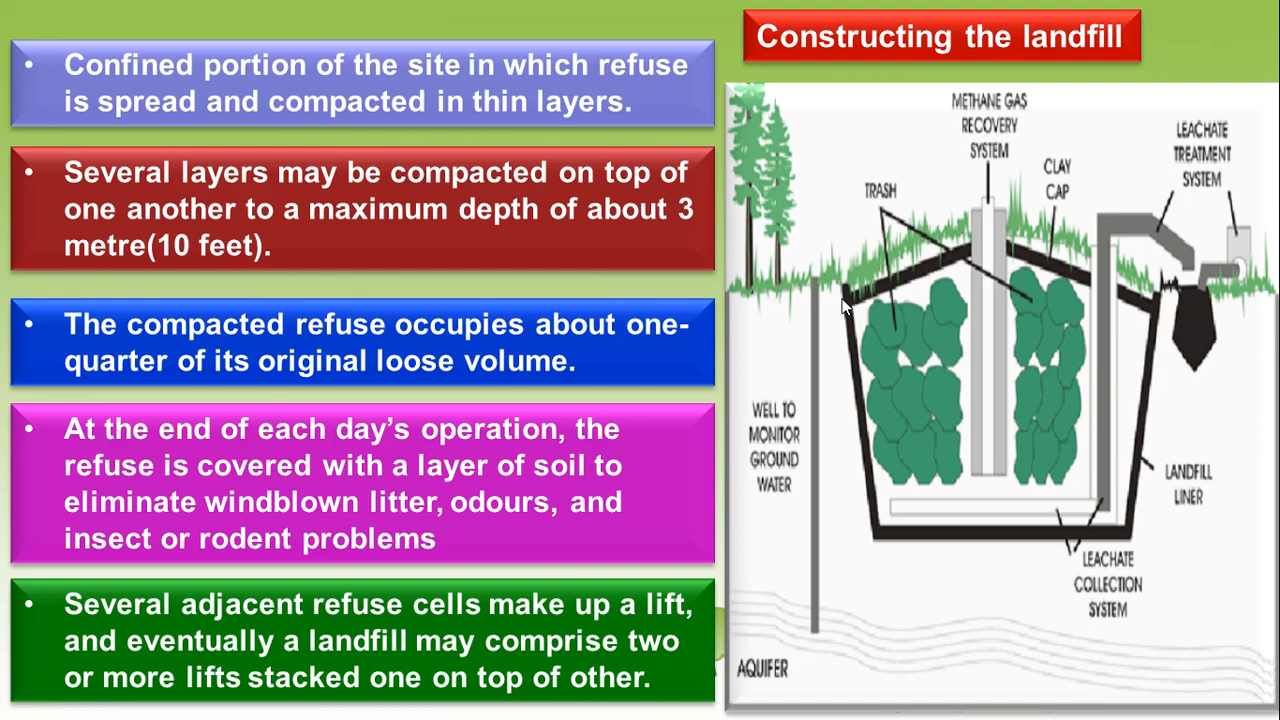 Constructing the landfill
• Confined portion of the site in which refuse
is spread and compacted in thin layers.
• Several layers may be compacted on top of
one another to a maximum depth of about 3
metre(10 feet).
• The compacted refuse occupies about one-
quarter of its original loose volume.
• At the end of each day’s operation, the
refuse is covered with a layer of soil to
eliminate windblown litter, odours, and
insect or rodent problems
• Several adjacent refuse cells make up a lift,
and eventually a landfill may comprise two
or more lifts stacked one on top of other.
METHANE GAS
RECOVERY
SYSTEM
LEACHATE
TREATMENT
SYSTEM
CLAY
CAP
TRASH
WELL TO
MONITOR
GROUND
WATER
LANDFILL
LINER
LEACHATE
COLLECTION
SYSTEM
AQUIFER